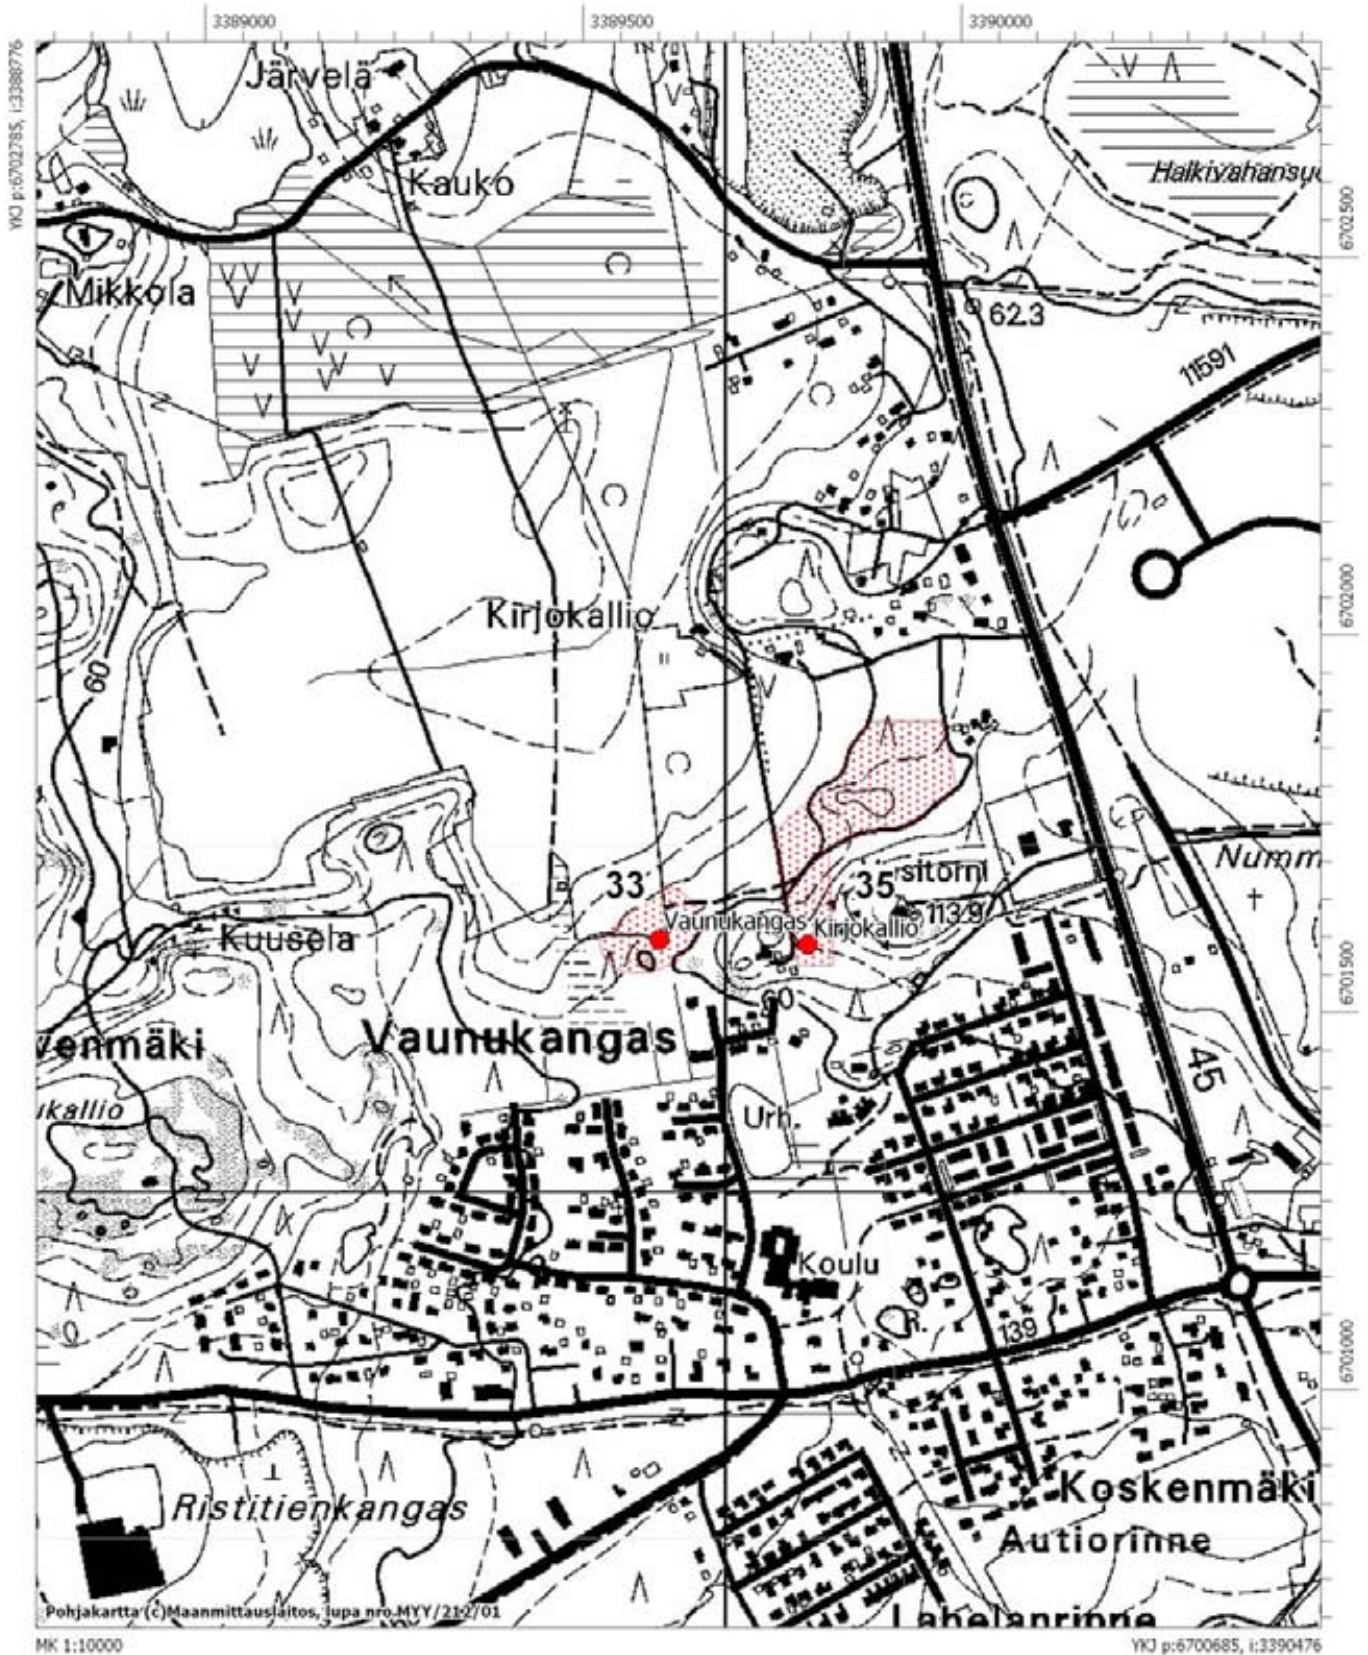 3389000
3389500
3390000
YKJ p:6702785, i:3388776
Järvelä
Kauko
Halkivahansuo
6702500
Mikkola
62.3
11591
6702000
Kirjokallio
60
Numm
33
35
sitorni
Vaunukangas
Kirjokallio
113.9
Kuusela
6701500
60
Vaunukangas
venmäki
45
ukallio
Urh.
Koulu
R.
139
6701000
Koskenmäki
Ristitienkangas
Autiorinne
Pohjakartta (c)Maanmittauslaitos, lupa nro MYY/212/01
Lahelanrinne
MK 1:10000
YKJ p:6700685, i:3390476